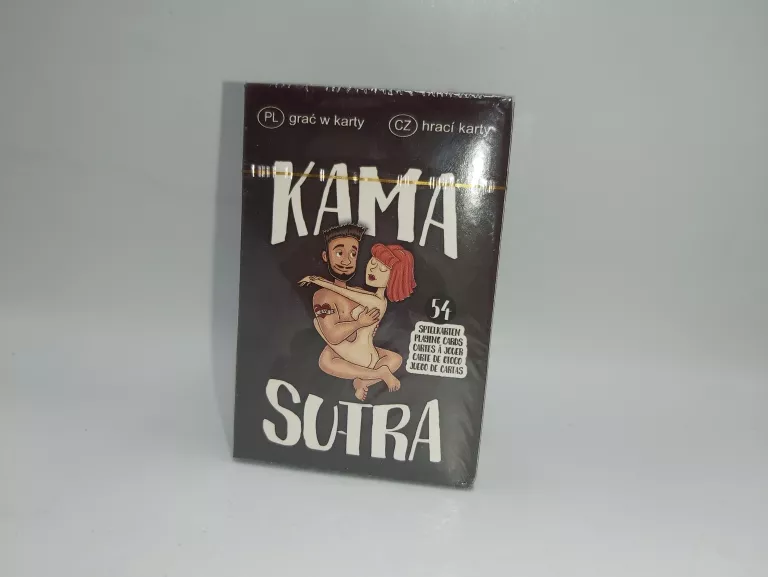 PL grać w karty
CZ hrací karty
KAMA
54
SPIELKARTEN
PLAYING CARDS
CARTES À JOUER
CARTE DE GIOCO
JUEGO DE CARTAS
SUTRA